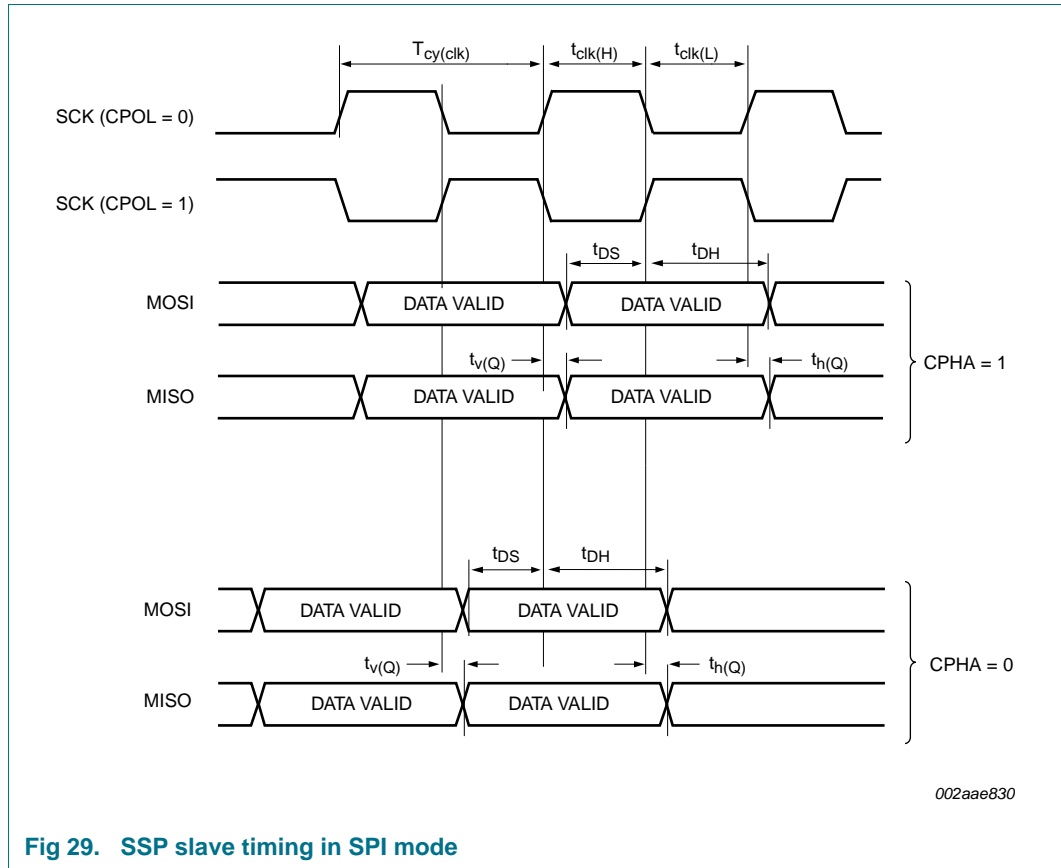 Tcy(clk) tclk(H) tclk(L)
SCK (CPOL = 0)
SCK (CPOL = 1)
tDS tDH
MOSI DATA VALID DATA VALID
tv(Q) th(Q) CPHA = 1
MISO DATA VALID DATA VALID
tDS tDH
MOSI DATA VALID DATA VALID
tv(Q) th(Q) CPHA = 0
MISO DATA VALID DATA VALID
002aae830
Fig 29. SSP slave timing in SPI mode